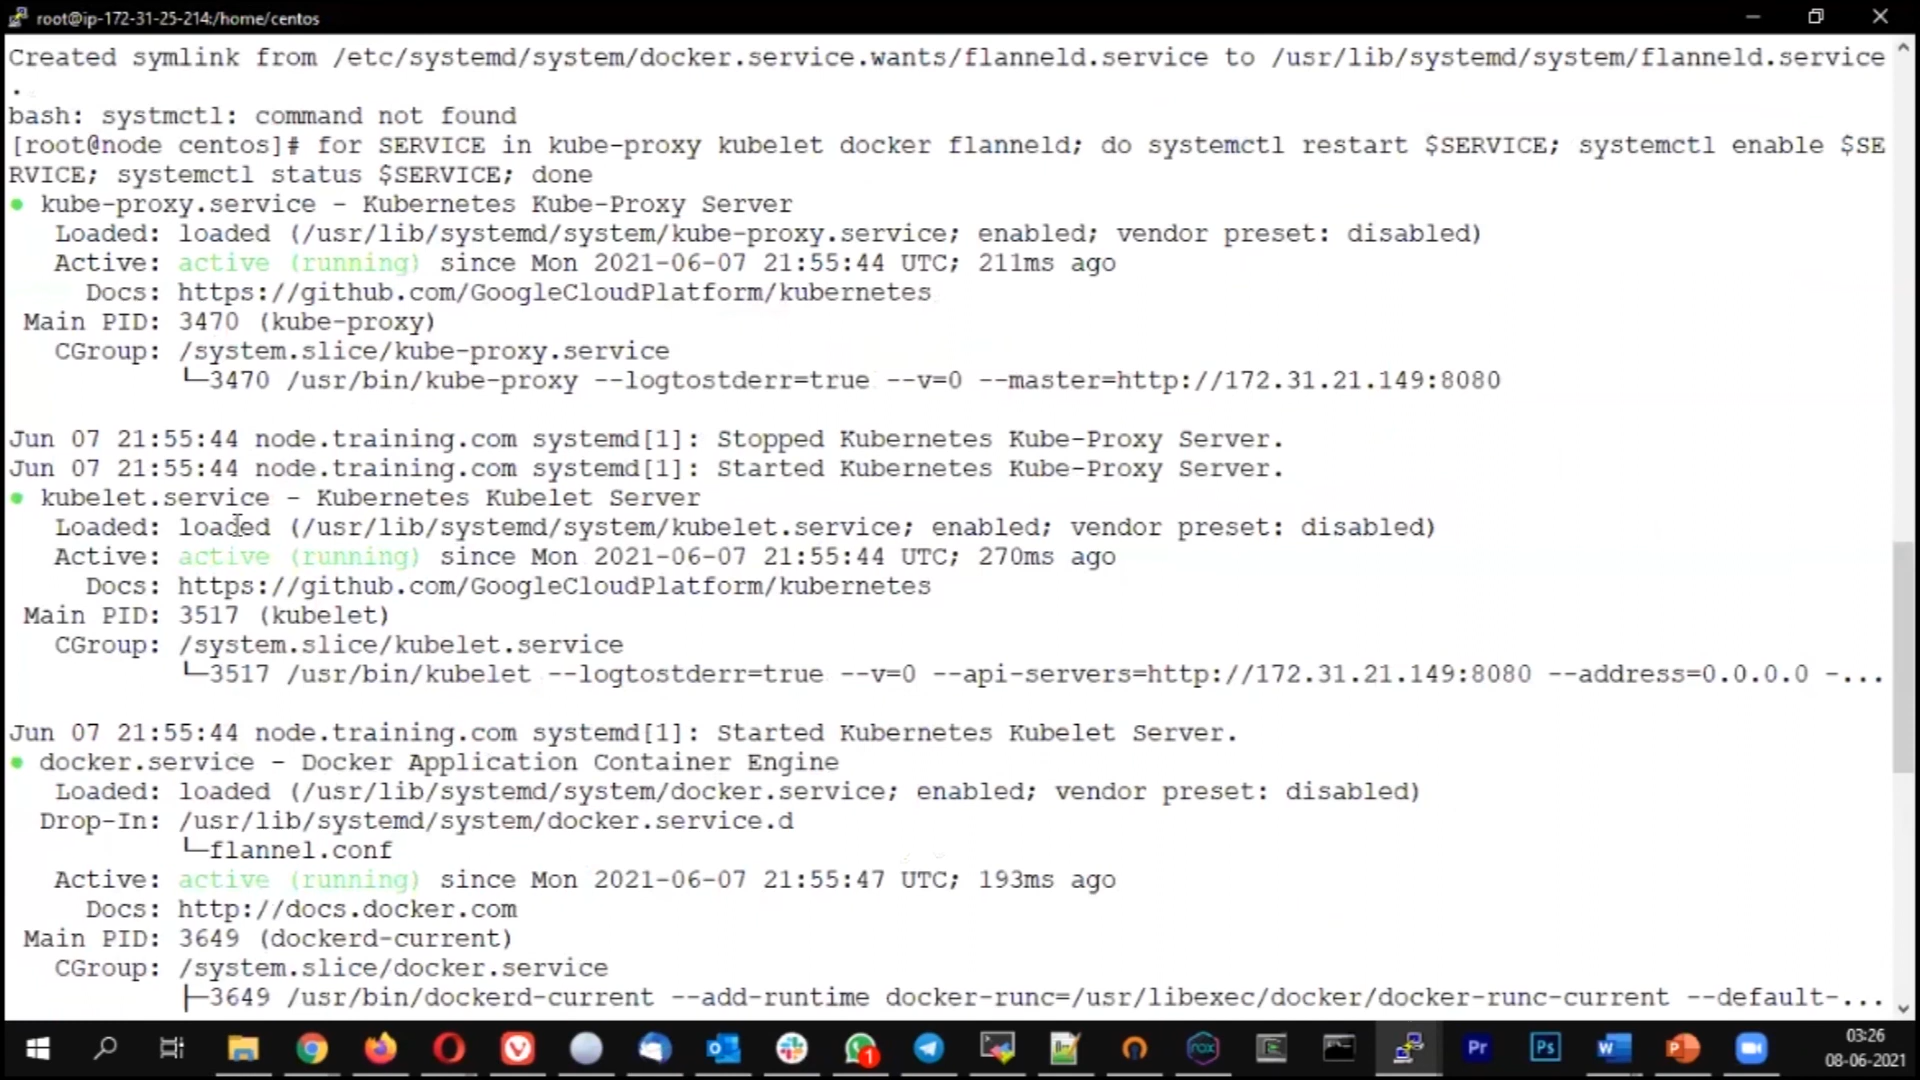 root@ip-172-31-25-214:/home/centos
Created symlink from /etc/systemd/system/docker.service.wants/flanneld.service to /usr/lib/systemd/system/flanneld.service
.
bash: systmctl: command not found
[root@node centos]# for SERVICE in kube-proxy kubelet docker flanneld; do systemctl restart $SERVICE; systemctl enable $SE
RVICE; systemctl status $SERVICE; done
● kube-proxy.service - Kubernetes Kube-Proxy Server
Loaded: loaded (/usr/lib/systemd/system/kube-proxy.service; enabled; vendor preset: disabled)
Active: active (running) since Mon 2021-06-07 21:55:44 UTC; 211ms ago
Docs: https://github.com/GoogleCloudPlatform/kubernetes
Main PID: 3470 (kube-proxy)
CGroup: /system.slice/kube-proxy.service
└─3470 /usr/bin/kube-proxy --logtostderr=true --v=0 --master=http://172.31.21.149:8080
Jun 07 21:55:44 node.training.com systemd[1]: Stopped Kubernetes Kube-Proxy Server.
Jun 07 21:55:44 node.training.com systemd[1]: Started Kubernetes Kube-Proxy Server.
● kubelet.service - Kubernetes Kubelet Server
Loaded: loaded (/usr/lib/systemd/system/kubelet.service; enabled; vendor preset: disabled)
Active: active (running) since Mon 2021-06-07 21:55:44 UTC; 270ms ago
Docs: https://github.com/GoogleCloudPlatform/kubernetes
Main PID: 3517 (kubelet)
CGroup: /system.slice/kubelet.service
└─3517 /usr/bin/kubelet --logtostderr=true --v=0 --api-servers=http://172.31.21.149:8080 --address=0.0.0.0 -...
Jun 07 21:55:44 node.training.com systemd[1]: Started Kubernetes Kubelet Server.
● docker.service - Docker Application Container Engine
Loaded: loaded (/usr/lib/systemd/system/docker.service; enabled; vendor preset: disabled)
Drop-In: /usr/lib/systemd/system/docker.service.d
└─flannel.conf
Active: active (running) since Mon 2021-06-07 21:55:47 UTC; 193ms ago
Docs: http://docs.docker.com
Main PID: 3649 (dockerd-current)
CGroup: /system.slice/docker.service
├─3649 /usr/bin/dockerd-current --add-runtime docker-runc=/usr/libexec/docker/docker-runc-current --default-...
1
nox
Pr
Ps
W
P
03:26
08-06-2021